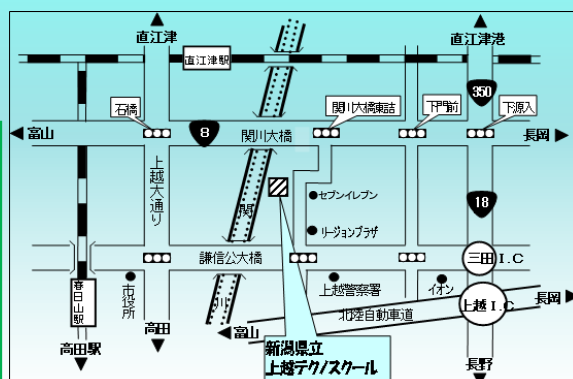 直江津
直江津港
直江津駅
350
石橋
関川大橋東詰
下門前
下源入
富山
8
関川大橋
長岡
上越大通り
セブンイレブン
関
18
リージョンプラザ
謙信公大橋
三田I.C
市役所
上越警察署
イオン
春日山駅
川
北陸自動車道
上越I.C
長岡
高田
富山
高田駅
新潟県立
上越テクノスクール
長野